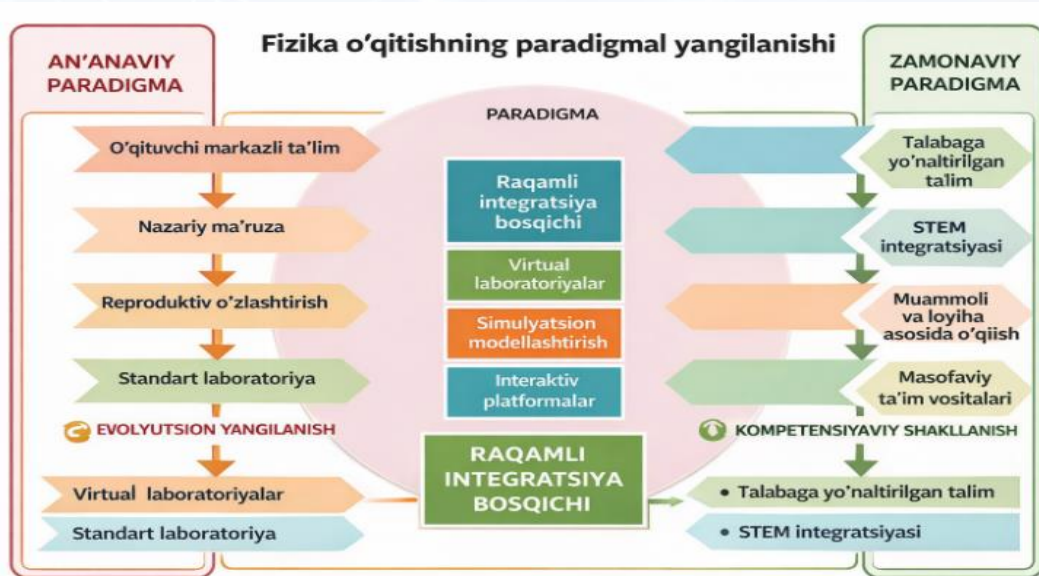 Fizika o'qitishning paradigmal yangilanishi
AN'ANAVIY
PARADIGMA
O'qituvchi markazli ta'lim
Nazariy ma'ruza
Reproduktiv o'zlashtirish
Standart laboratoriya
EVOLYUTSION YANGILANISH
Virtual laboratoriyalar
Standart laboratoriya
PARADIGMA
Raqamli
integratsiya
bosqichi
Virtual
laboratoriyalar
Simulyatsion
modellashtirish
Interaktiv
platformalar
RAQAMLI
INTEGRATSIYA
BOSQICHI
ZAMONAVIY
PARADIGMA
Talabaga
yo'naltirilgan
talim
STEM
integratsiyasi
Muammoli
va loyiha
asosida o'qiish
Masofaviy
ta'im vositalari
KOMPETENSIYAVIY SHAKLLANISH
• Talabaga yo'naltirilgan talim
• STEM integratsiyasi